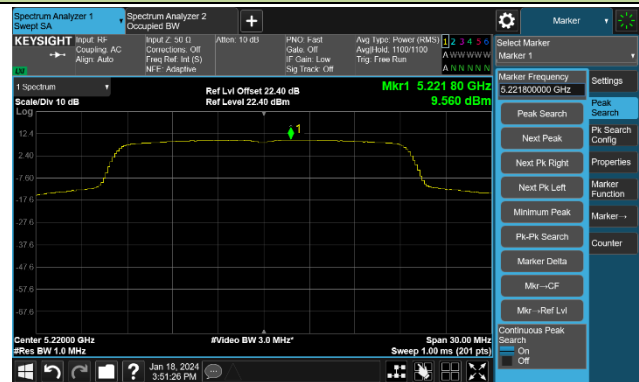 Spectrum Analyzer 1
Swept SA
Spectrum Analyzer 2
Occupied BW
+
Marker
KEYSIGHT
Input: RF
Coupling: AC
Align: Auto
Input Z: 50 Ω
Corrections: Off
Freq Ref: Int (S)
NFE: Adaptive
Atten: 10 dB
PNO: Fast
Gate: Off
IF Gain: Low
Sig Track: Off
Avg Type: Power (RMS)
Avg|Hold: 1100/1100
Trig: Free Run
1 2 3 4 5 6
A W W W W W
A N N N N N
LW
Select Marker
Marker 1
1 Spectrum
Scale/Div 10 dB
Log
Ref Lvl Offset 22.40 dB
Ref Level 22.40 dBm
Mkr1 5.221 80 GHz
9.560 dBm
1
12.4
2.40
-7.60
-17.6
-27.6
-37.6
-47.6
-57.6
-67.6
Center 5.22000 GHz
#Res BW 1.0 MHz
#Video BW 3.0 MHz*
Span 30.00 MHz
Sweep 1.00 ms (201 pts)
Marker Frequency
5.221800000 GHz
Peak Search
Next Peak
Next Pk Right
Next Pk Left
Minimum Peak
Pk-Pk Search
Marker Delta
Mkr→CF
Mkr→Ref Lvl
Continuous Peak
Search
On
Off
Settings
Peak
Search
Pk Search
Config
Properties
Marker
Function
Marker→
Counter
?
Jan 18, 2024
3:51:26 PM